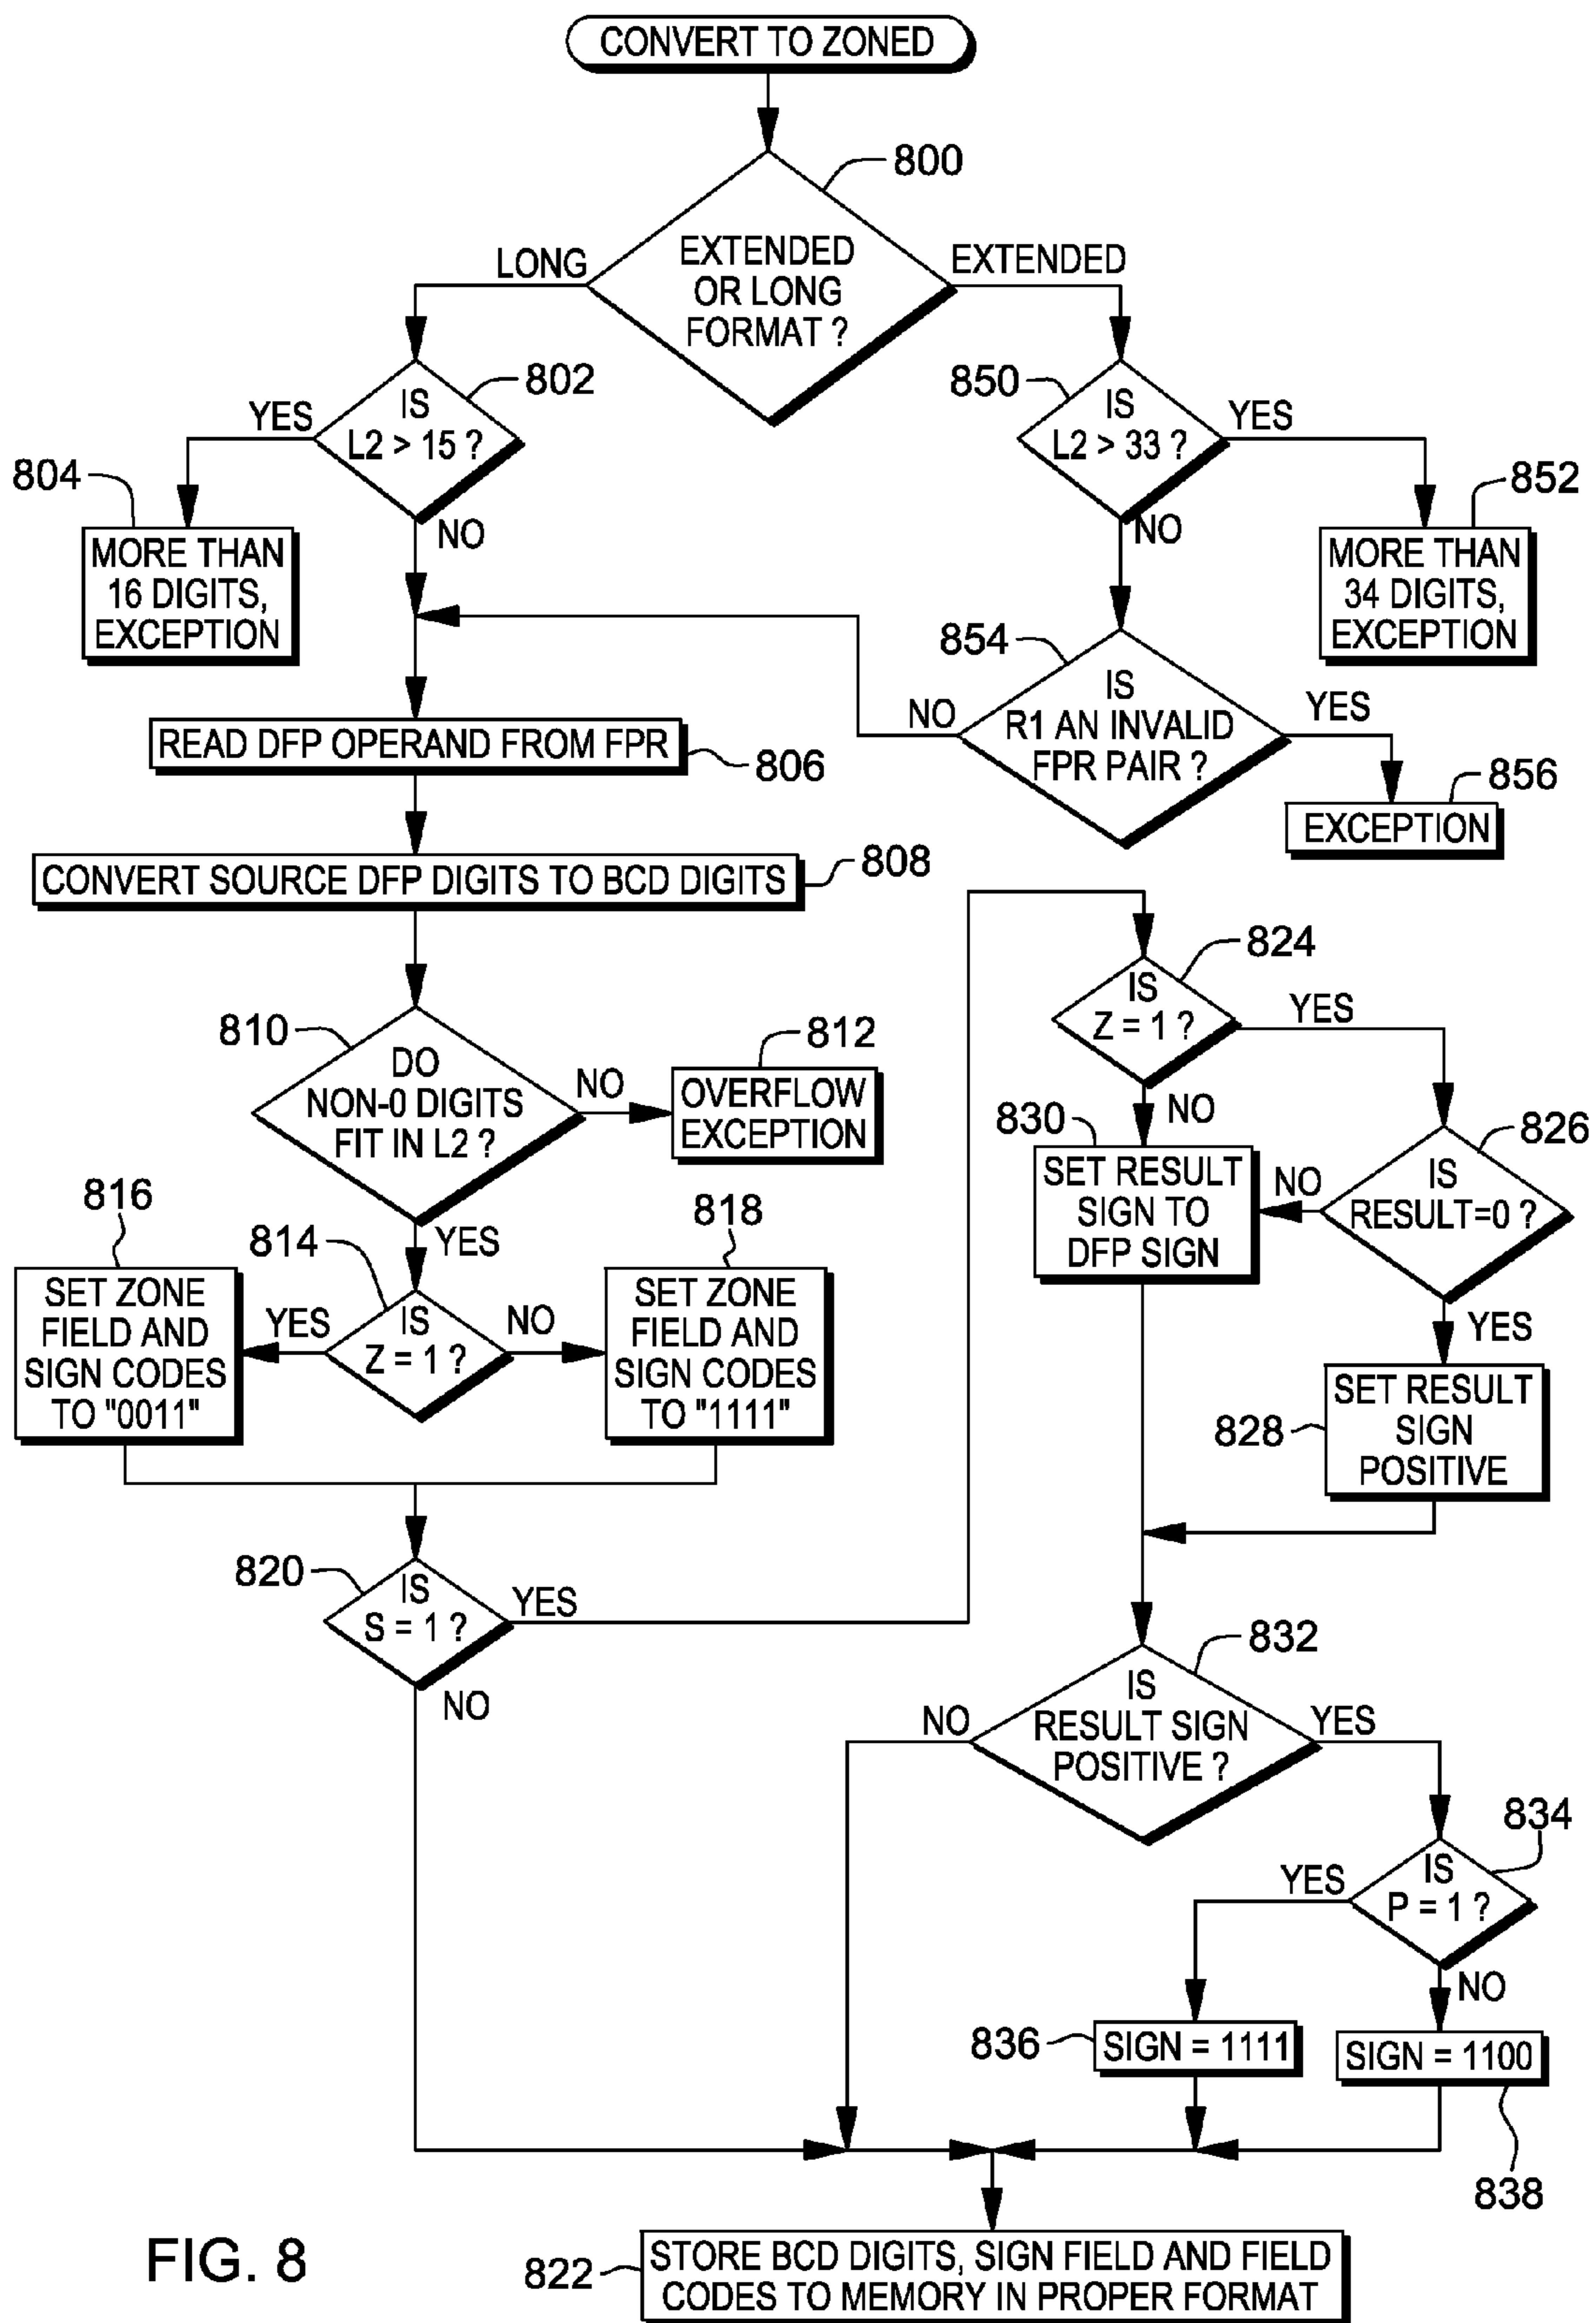 CONVERT TO ZONED
800
EXTENDED
OR LONG
FORMAT ?
LONG
EXTENDED
802
IS
L2 > 15 ?
YES
NO
804
MORE THAN
16 DIGITS,
EXCEPTION
850
IS
L2 > 33 ?
YES
NO
852
MORE THAN
34 DIGITS,
EXCEPTION
854
IS
R1 AN INVALID
FPR PAIR ?
NO
YES
856
EXCEPTION
READ DFP OPERAND FROM FPR
806
CONVERT SOURCE DFP DIGITS TO BCD DIGITS
808
810
DO
NON-0 DIGITS
FIT IN L2 ?
NO
812
OVERFLOW
EXCEPTION
YES
814
IS
Z = 1 ?
YES
NO
816
SET ZONE
FIELD AND
SIGN CODES
TO "0011"
818
SET ZONE
FIELD AND
SIGN CODES
TO "1111"
820
IS
S = 1 ?
YES
NO
824
IS
Z = 1 ?
YES
NO
826
IS
RESULT=0 ?
NO
YES
830
SET RESULT
SIGN TO
DFP SIGN
828
SET RESULT
SIGN
POSITIVE
832
IS
RESULT SIGN
POSITIVE ?
NO
YES
834
IS
P = 1 ?
YES
NO
836
SIGN = 1111
SIGN = 1100
838
822
STORE BCD DIGITS, SIGN FIELD AND FIELD
CODES TO MEMORY IN PROPER FORMAT
FIG. 8